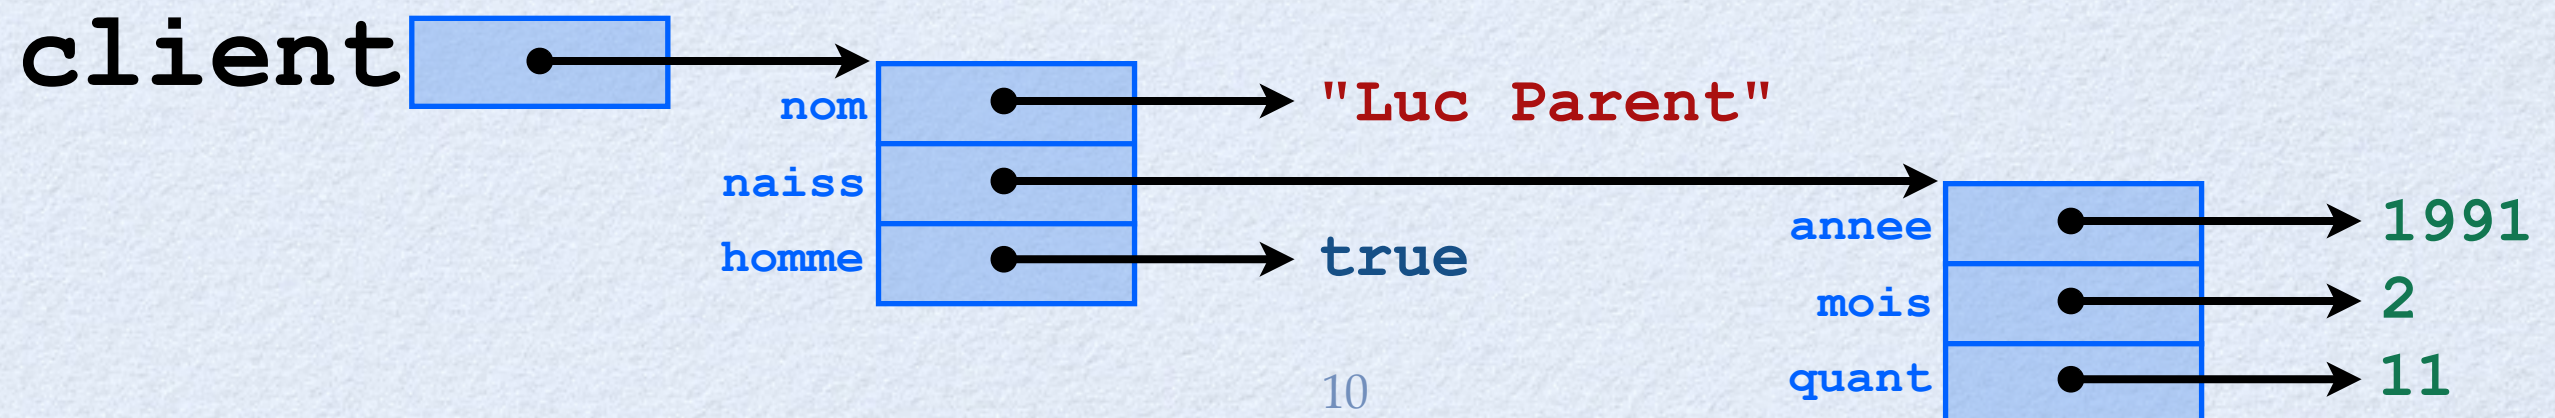 client
nom "Luc Parent"
naiss
homme true
annee 1991
mois 2
quant 11
10